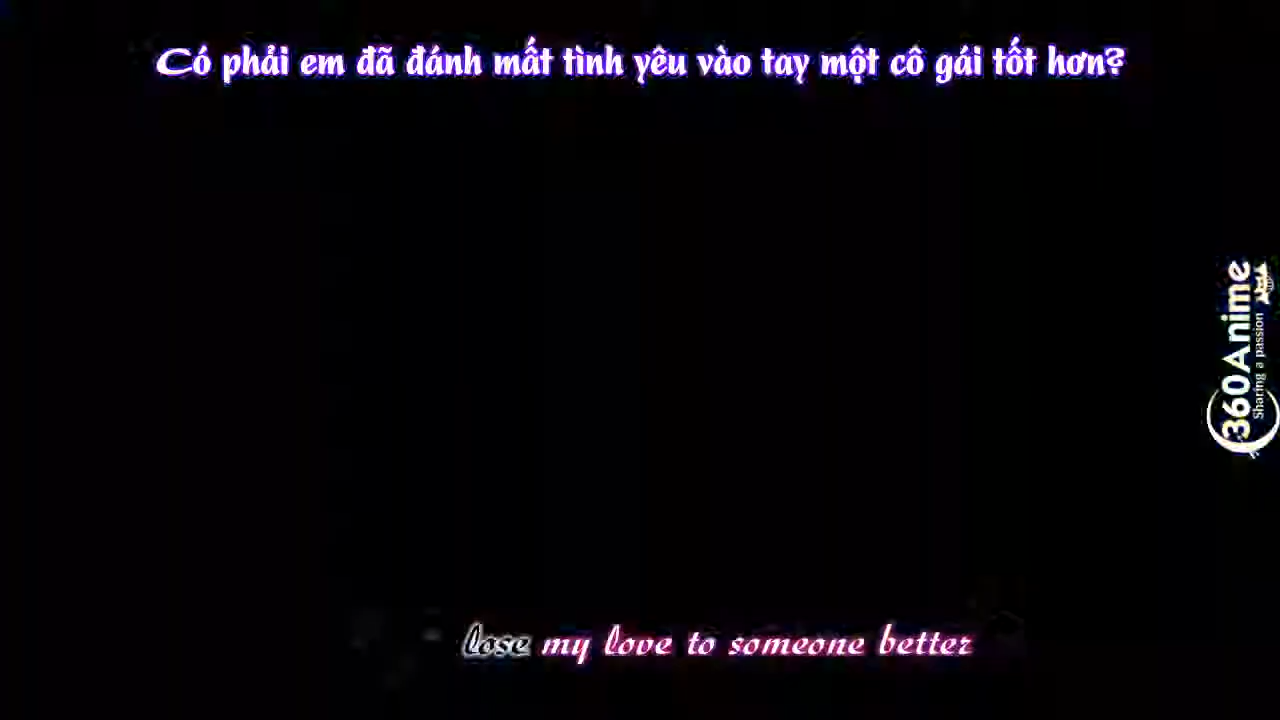 Có phải em đã đánh mất tình yêu vào tay một cô gái tốt hơn?
360Anime
Sharing a passion
lose my love to someone better